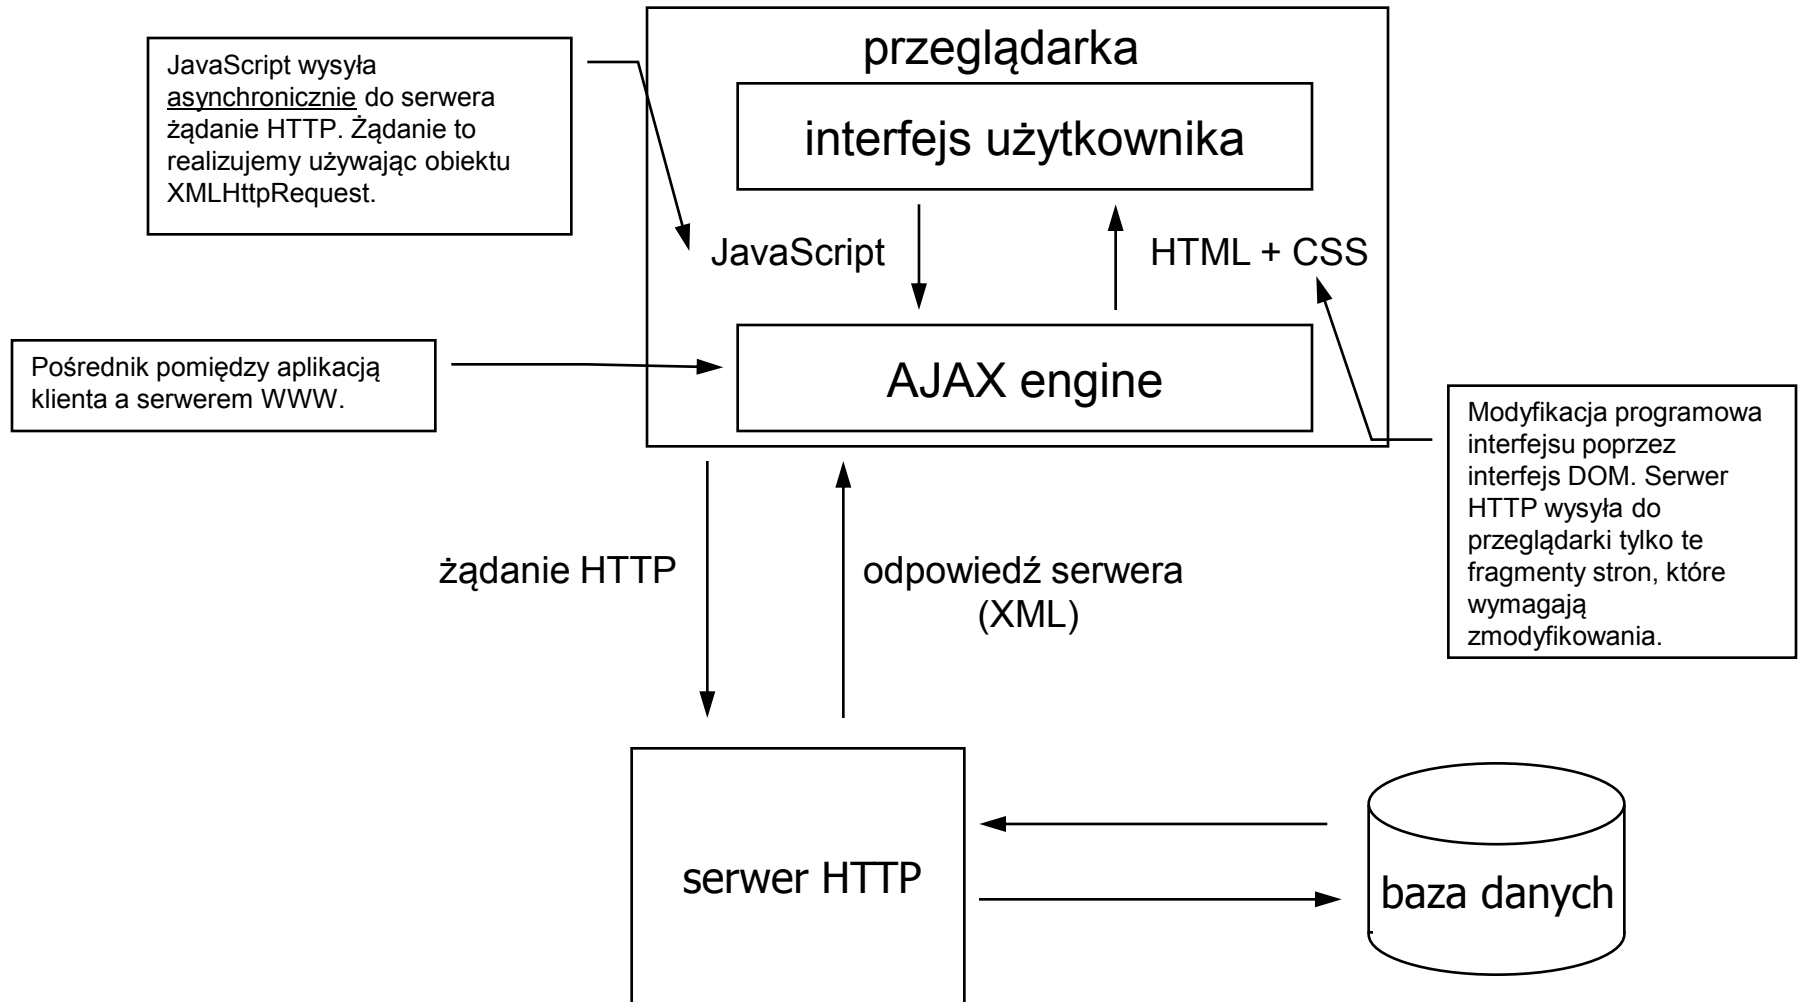 przeglądarka
JavaScript wysyła
asynchronicznie do serwera
żądanie HTTP. Żądanie to
realizujemy używając obiektu
XMLHttpRequest.
interfejs użytkownika
JavaScript
HTML + CSS
Pośrednik pomiędzy aplikacją
klienta a serwerem WWW.
AJAX engine
Modyfikacja programowa
interfejsu poprzez
interfejs DOM. Serwer
HTTP wysyła do
przeglądarki tylko te
fragmenty stron, które
wymagają
zmodyfikowania.
żądanie HTTP
odpowiedź serwera
(XML)
serwer HTTP
baza danych